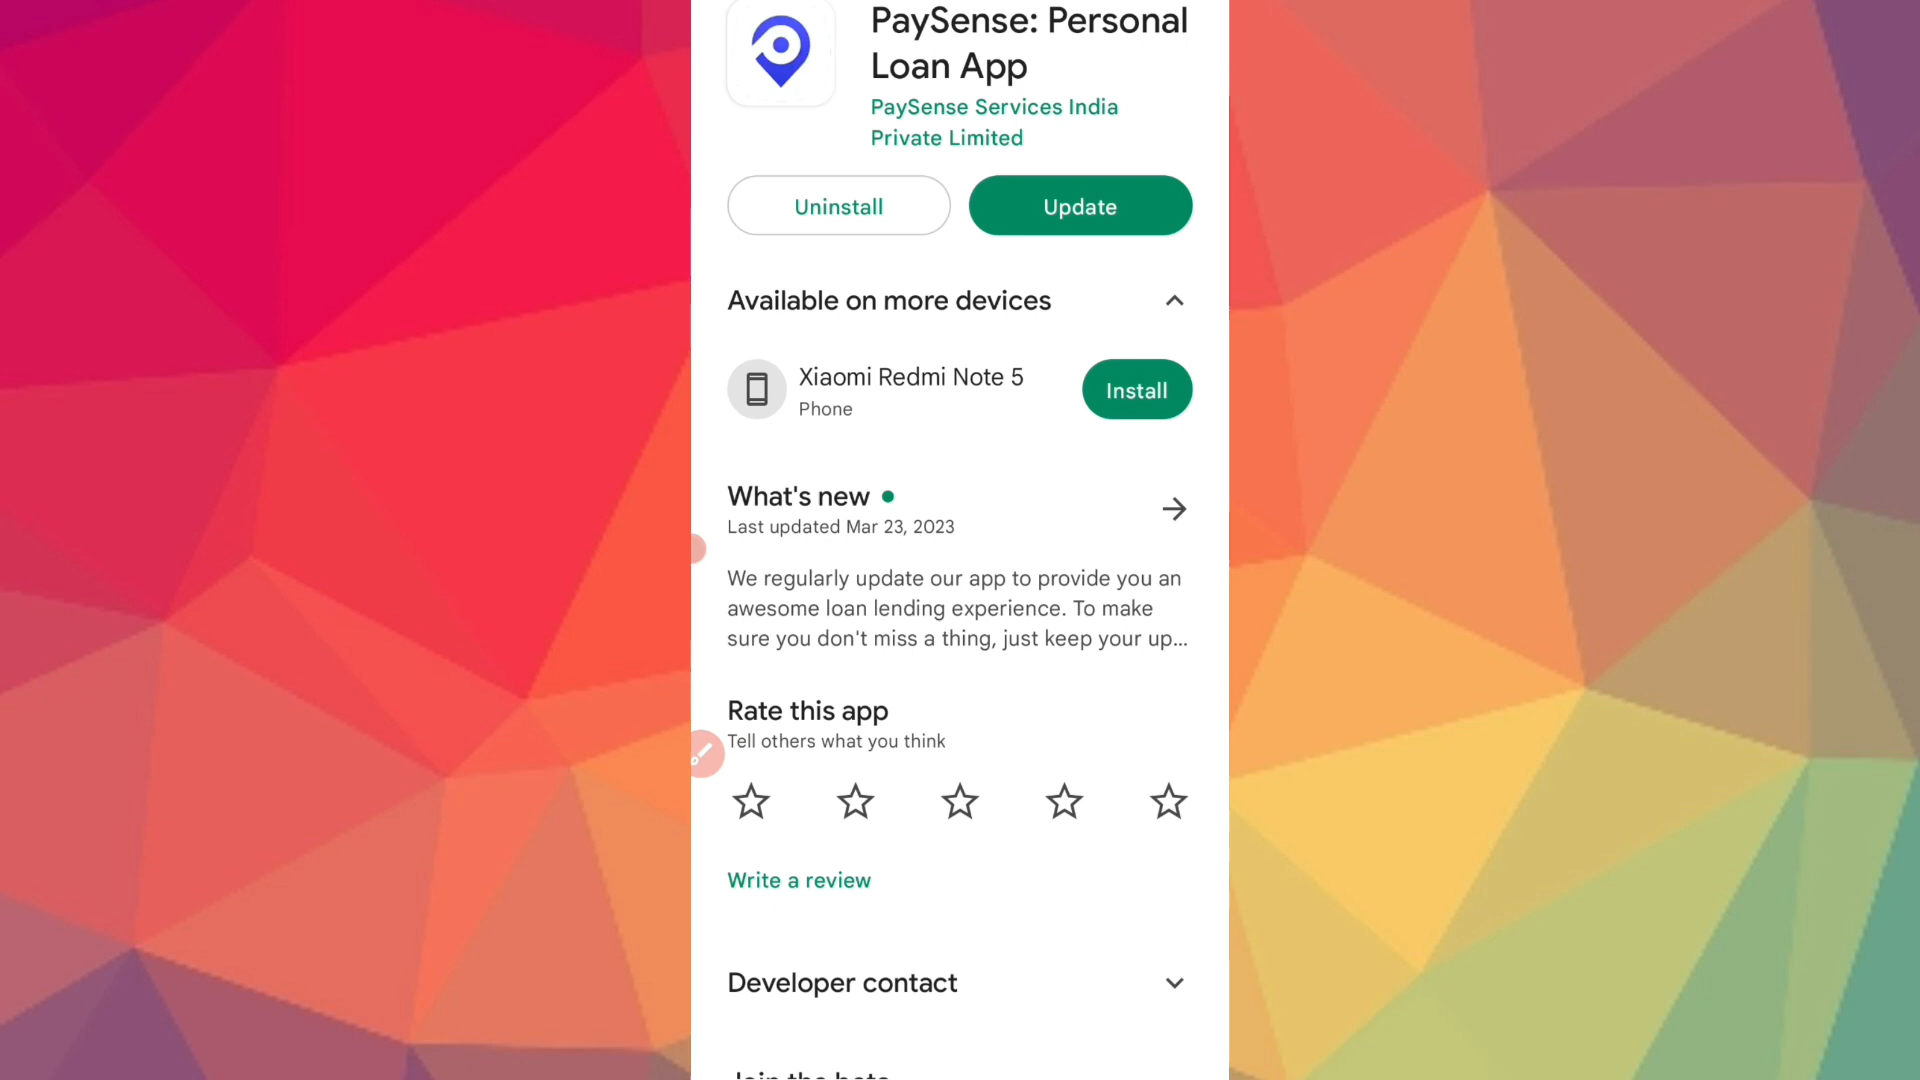 PaySense: Personal
Loan App
PaySense Services India
Private Limited
Uninstall
Update
Available on more devices
Xiaomi Redmi Note 5
Phone
Install
What's new
Last updated Mar 23, 2023
We regularly update our app to provide you an
awesome loan lending experience. To make
sure you don't miss a thing, just keep your up...
Rate this app
Tell others what you think
Write a review
Developer contact
Join the beta